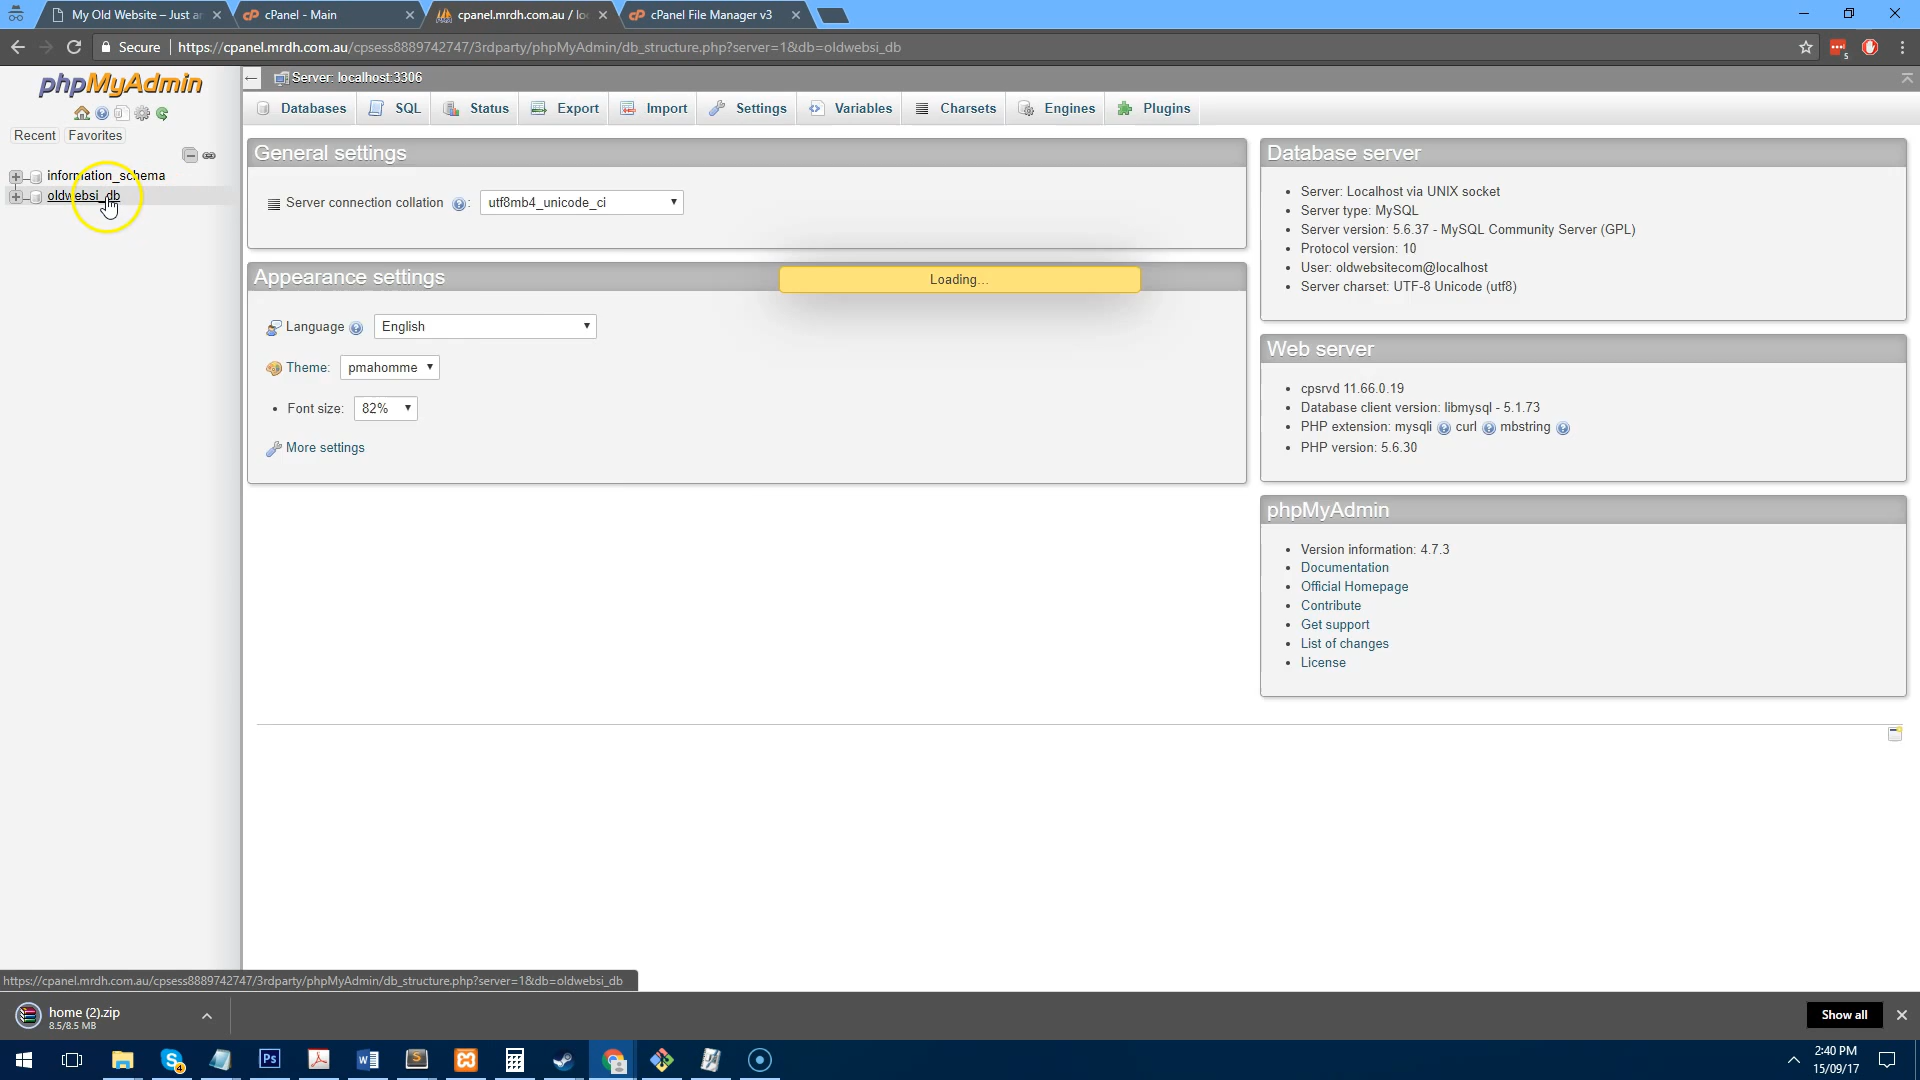 My Old Website – Just an
cPanel - Main
cpanel.mrdh.com.au / lo
cPanel File Manager v3
Secure
https://cpanel.mrdh.com.au/cpsess8889742747/3rdparty/phpMyAdmin/db_structure.php?server=1&db=oldwebsi_db
5
phpMyAdmin
Server: localhost:3306
Databases SQL Status Export Import Settings Variables Charsets Engines Plugins
Recent Favorites
information_schema
oldwebsi_db
General settings
Server connection collation : utf8mb4_unicode_ci
Appearance settings
Loading...
Language English
Theme: pmahomme
• Font size: 82%
More settings
Database server
• Server: Localhost via UNIX socket
• Server type: MySQL
• Server version: 5.6.37 - MySQL Community Server (GPL)
• Protocol version: 10
• User: oldwebsitecom@localhost
• Server charset: UTF-8 Unicode (utf8)
Web server
• cpsrvd 11.66.0.19
• Database client version: libmysql - 5.1.73
• PHP extension: mysqli curl mbstring
• PHP version: 5.6.30
phpMyAdmin
• Version information: 4.7.3
• Documentation
• Official Homepage
• Contribute
• Get support
• List of changes
• License
https://cpanel.mrdh.com.au/cpsess8889742747/3rdparty/phpMyAdmin/db_structure.php?server=1&db=oldwebsi_db
home (2).zip
8.5/8.5 MB
Show all
4
Ps
2:40 PM
15/09/17